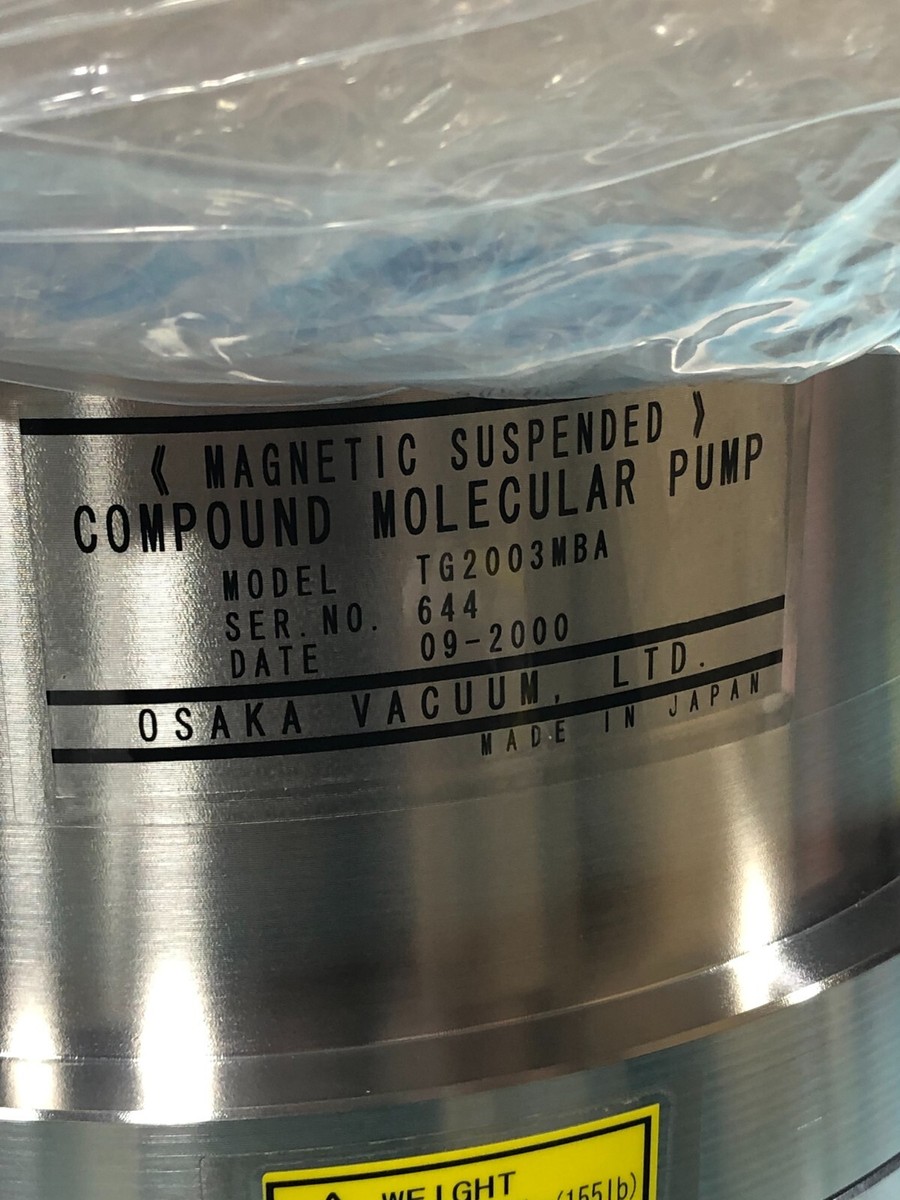 《 MAGNETIC SUSPENDED 》
COMPOUND MOLECULAR PUMP
MODEL TG2003MBA
SER.NO. 644
DATE 09-2000
OSAKA VACUUM, LTD.
MADE IN JAPAN
WEIGHT
(155lb)